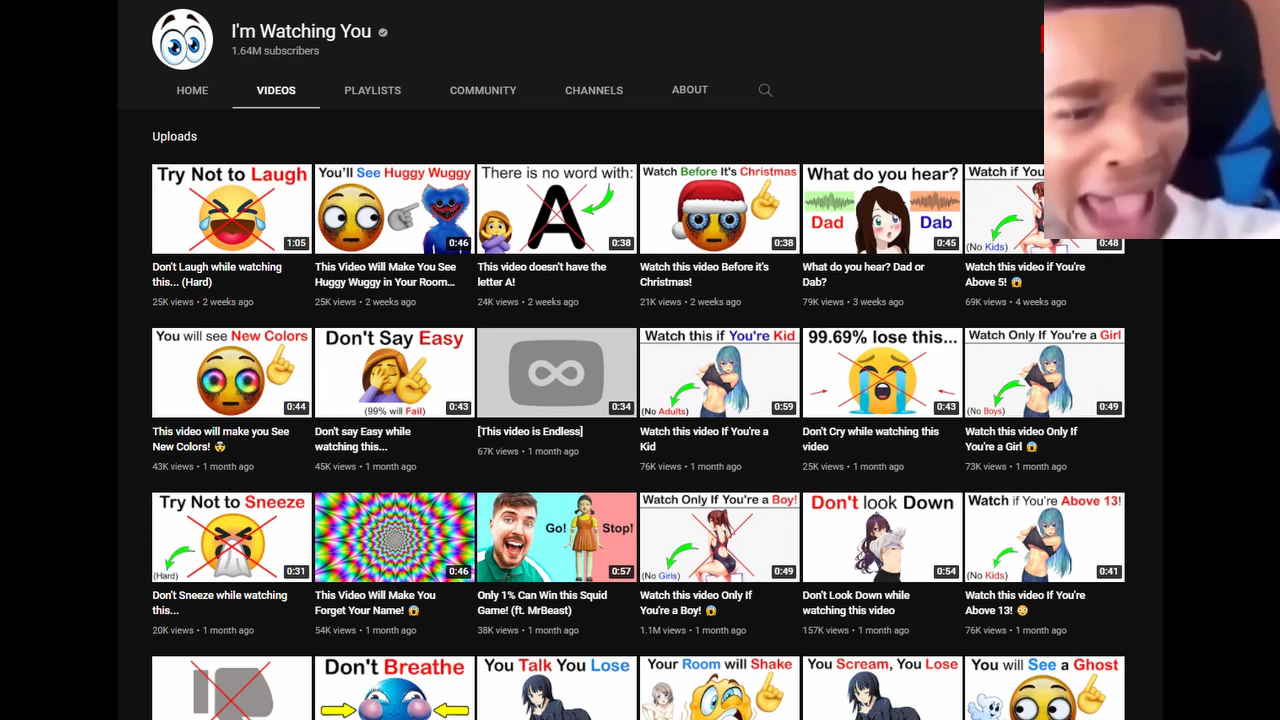 I'm Watching You
1.64M subscribers
HOME VIDEOS PLAYLISTS COMMUNITY CHANNELS ABOUT
Uploads
Try Not to Laugh
1:05
You'll See Huggy Wuggy
0:46
There is no word with:
A
0:38
Watch Before It's Christmas
0:38
What do you hear?
Dad Dab
0:45
Watch if You
(No Kids)
0:48
Don't Laugh while watching
this... (Hard)
25K views • 2 weeks ago
This Video Will Make You See
Huggy Wuggy in Your Room...
25K views • 2 weeks ago
This video doesn't have the
letter A!
24K views • 2 weeks ago
Watch this video Before it's
Christmas!
21K views • 2 weeks ago
What do you hear? Dad or
Dab?
79K views • 3 weeks ago
Watch this video if You're
Above 5! 😱
69K views • 4 weeks ago
You will see New Colors
0:44
Don't Say Easy
(99% will Fail)
0:43
0:34
Watch this if You're Kid
(No Adults)
0:59
99.69% lose this...
0:43
Watch Only If You're a Girl
(No Boys)
0:49
This video will make you See
New Colors! 🤯
43K views • 1 month ago
Don't say Easy while
watching this...
45K views • 1 month ago
[This video is Endless]
67K views • 1 month ago
Watch this video If You're a
Kid
76K views • 1 month ago
Don't Cry while watching this
video
25K views • 1 month ago
Watch this video Only If
You're a Girl 😱
73K views • 1 month ago
Try Not to Sneeze
(Hard)
0:31
0:46
Go! Stop!
0:57
Watch Only If You're a Boy!
(No Girls)
0:49
Don't look Down
0:54
Watch if You're Above 13!
(No Kids)
0:41
Don't Sneeze while watching
this...
20K views • 1 month ago
This Video Will Make You
Forget Your Name! 😱
54K views • 1 month ago
Only 1% Can Win this Squid
Game! (ft. MrBeast)
38K views • 1 month ago
Watch this video Only If
You're a Boy! 😱
1.1M views • 1 month ago
Don't Look Down while
watching this video
157K views • 1 month ago
Watch this video If You're
Above 13! 😳
76K views • 1 month ago
Don't Breathe
You Talk You Lose
Your Room will Shake
You Scream, You Lose
You will See a Ghost